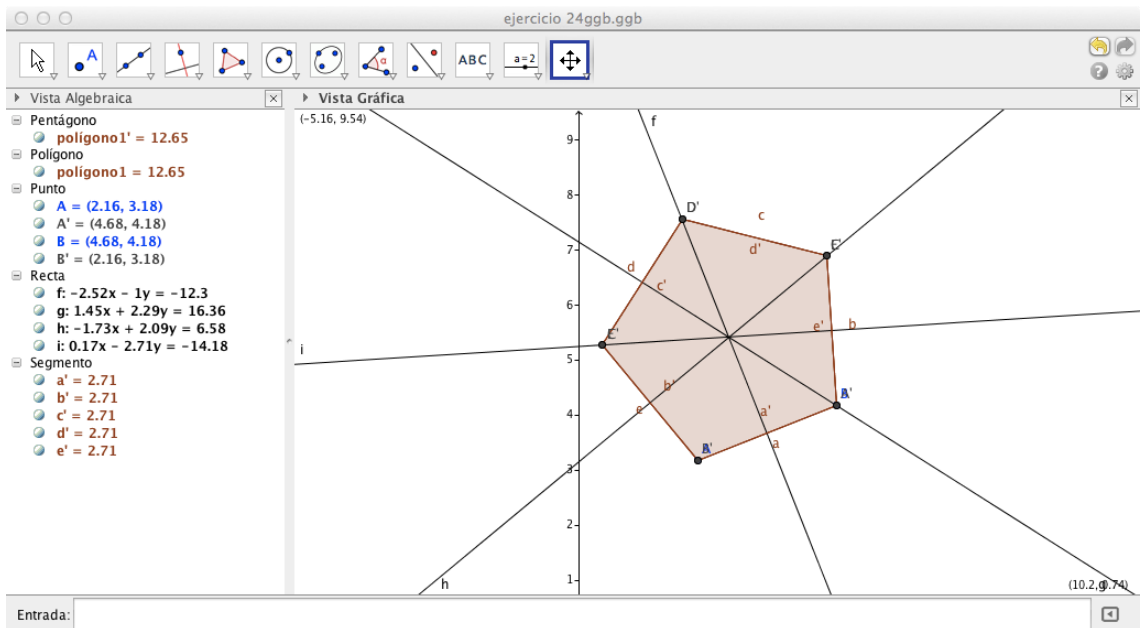 ejercicio 24ggb.ggb
A α ABC a=2
Vista Algebraica
Vista Gráfica
Pentágono
polígono1' = 12.65
Polígono
polígono1 = 12.65
Punto
A = (2.16, 3.18)
A' = (4.68, 4.18)
B = (4.68, 4.18)
B' = (2.16, 3.18)
Recta
f: -2.52x - 1y = -12.3
g: 1.45x + 2.29y = 16.36
h: -1.73x + 2.09y = 6.58
i: 0.17x - 2.71y = -14.18
Segmento
a' = 2.71
b' = 2.71
c' = 2.71
d' = 2.71
e' = 2.71
(-5.16, 9.54)
f
9
8
D'
c
7
d'
d
c'
6
e'
b
i
5
b'
e
4
a'
a
3
2
h
1
g
Entrada: